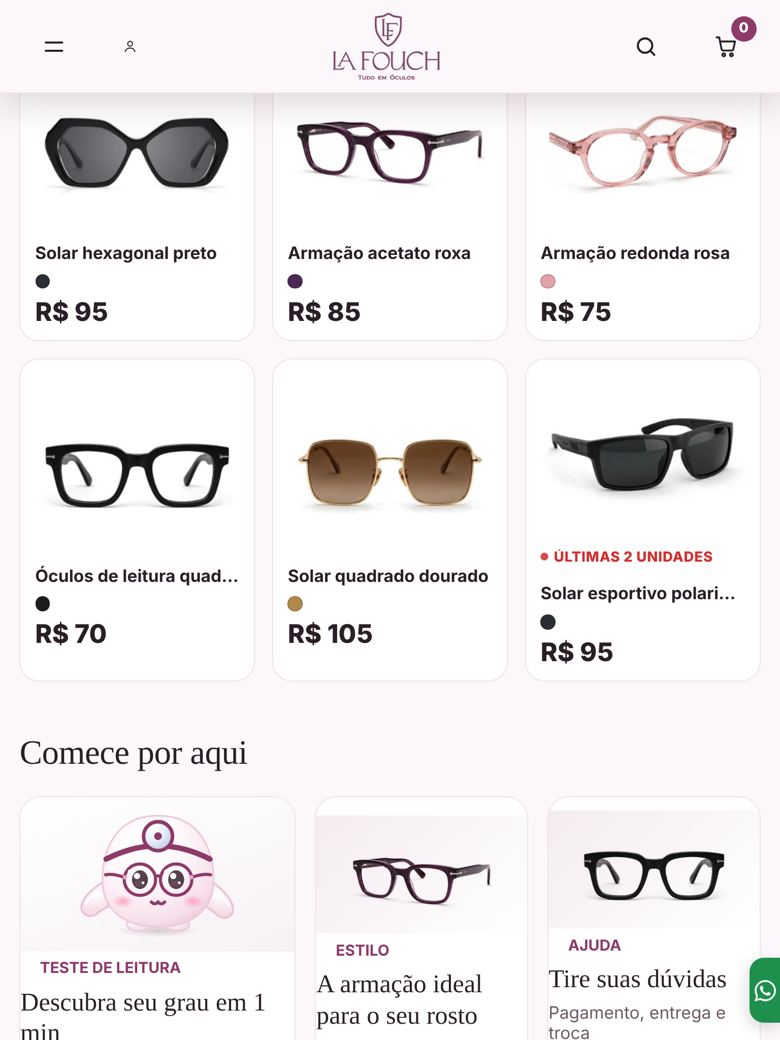 LA FOUCH
TUDO EM ÓCULOS
0
Solar hexagonal preto
R$ 95
Armação acetato roxa
R$ 85
Armação redonda rosa
R$ 75
Óculos de leitura quad...
R$ 70
Solar quadrado dourado
R$ 105
ÚLTIMAS 2 UNIDADES
Solar esportivo polari...
R$ 95
Comece por aqui
TESTE DE LEITURA
Descubra seu grau em 1
min
ESTILO
A armação ideal
para o seu rosto
AJUDA
Tire suas dúvidas
Pagamento, entrega e
troca